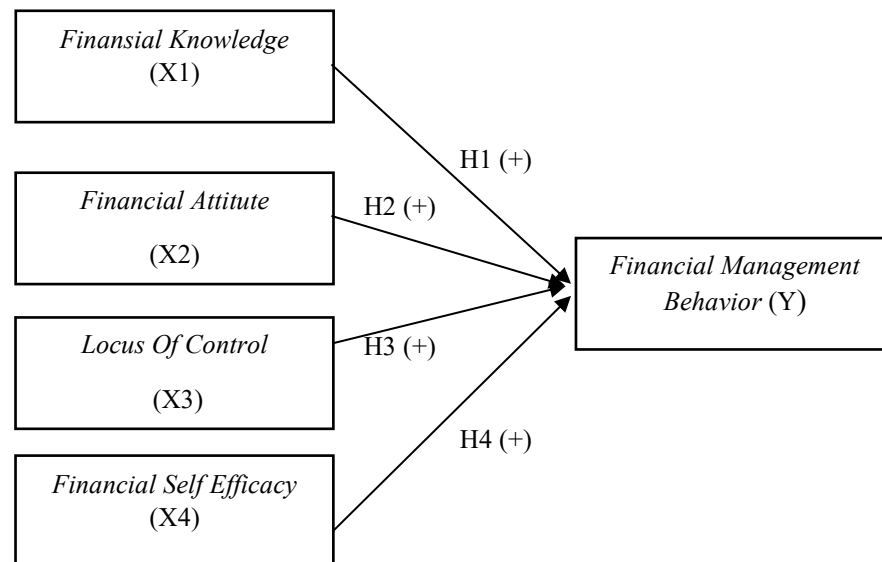 Finansial Knowledge
(X1)
H1 (+)
Financial Attitute
(X2)
H2 (+)
Financial Management
Behavior (Y)
Locus Of Control
(X3)
H3 (+)
H4 (+)
Financial Self Efficacy
(X4)